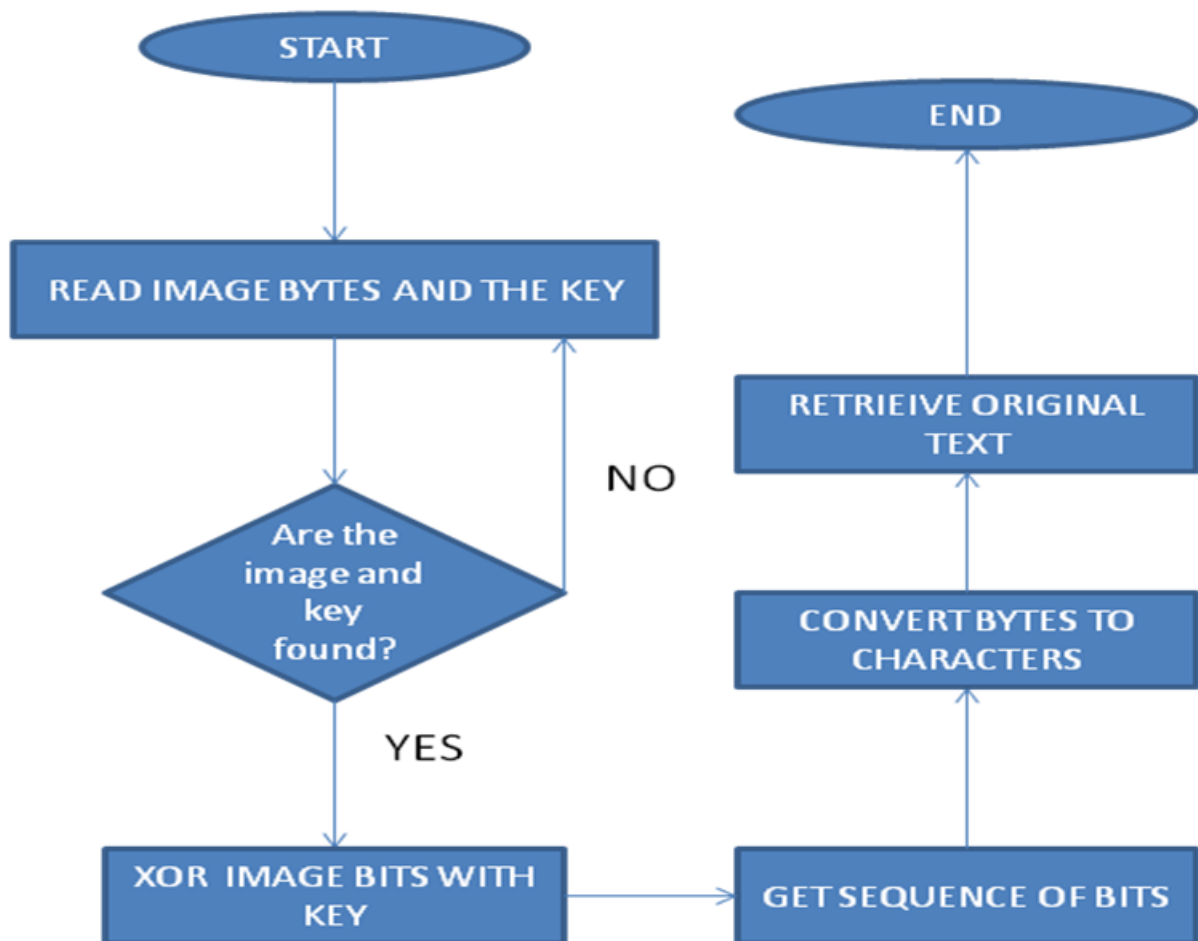 START
READ IMAGE BYTES AND THE KEY
Are the
image and
key
found?
NO
YES
XOR IMAGE BITS WITH
KEY
GET SEQUENCE OF BITS
CONVERT BYTES TO
CHARACTERS
RETRIEIVE ORIGINAL
TEXT
END